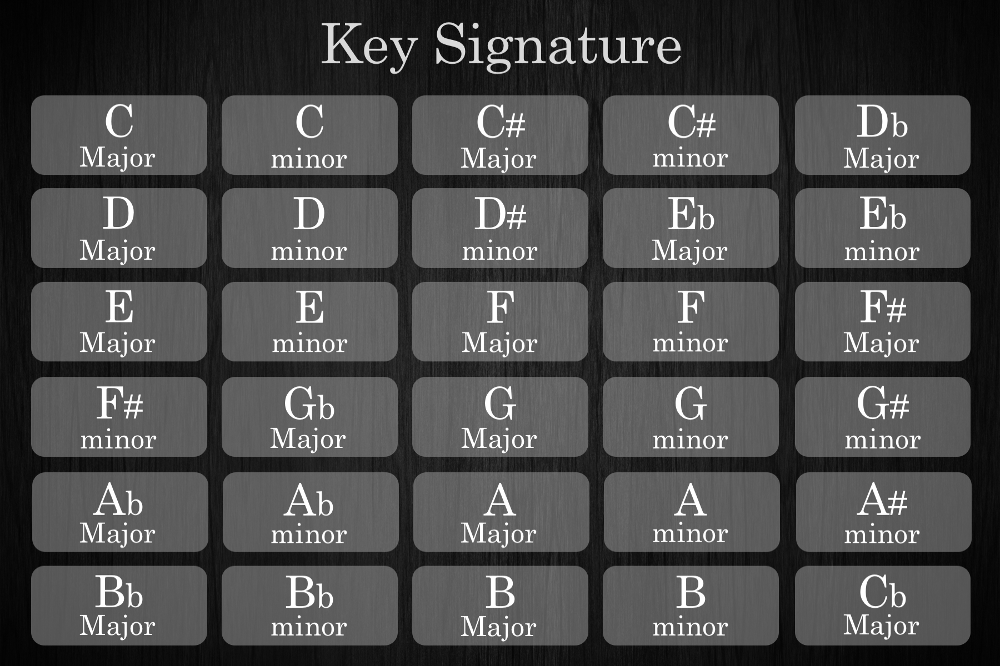 Key Signature
C C C# C# Db
Major minor Major minor Major
D D D# Eb Eb
Major minor minor Major minor
E E F F F#
Major minor Major minor Major
F# Gb G G G#
minor Major Major minor minor
Ab Ab A A A#
Major minor Major minor minor
Bb Bb B B Cb
Major minor Major minor Major